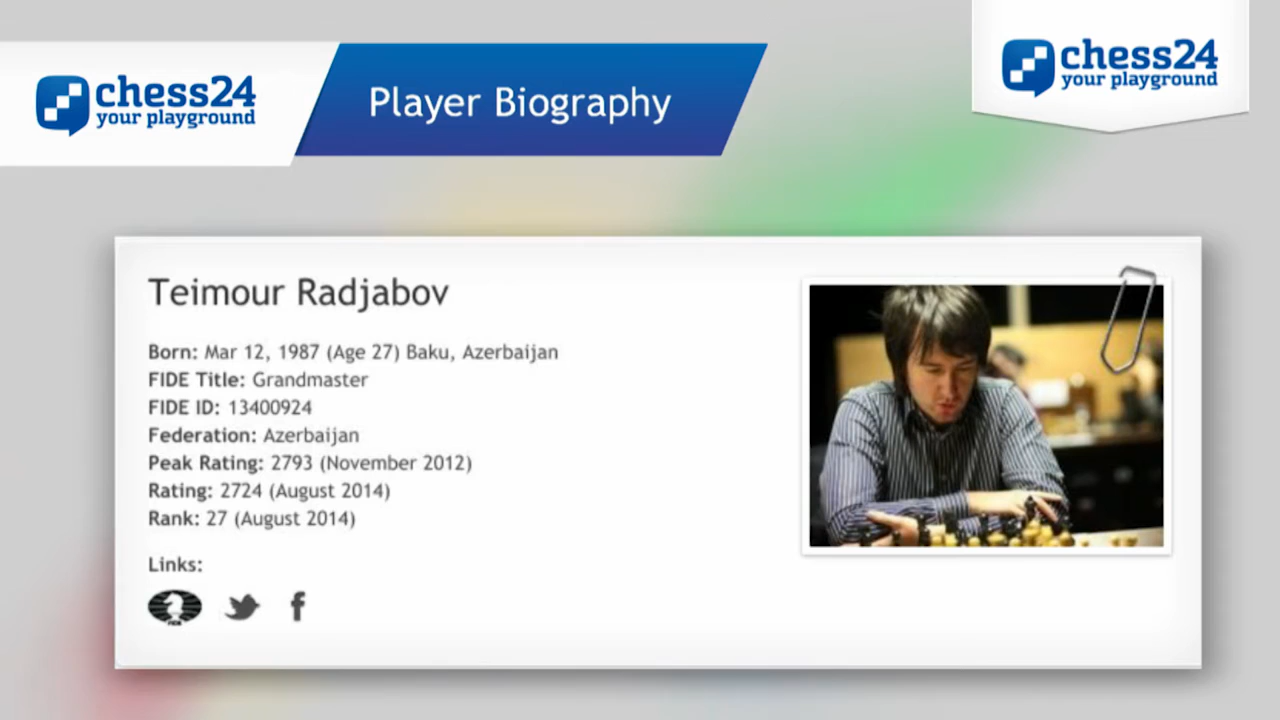 chess24
your playground
Player Biography
chess24
your playground
Teimour Radjabov
Born: Mar 12, 1987 (Age 27) Baku, Azerbaijan
FIDE Title: Grandmaster
FIDE ID: 13400924
Federation: Azerbaijan
Peak Rating: 2793 (November 2012)
Rating: 2724 (August 2014)
Rank: 27 (August 2014)
Links:
FIDE